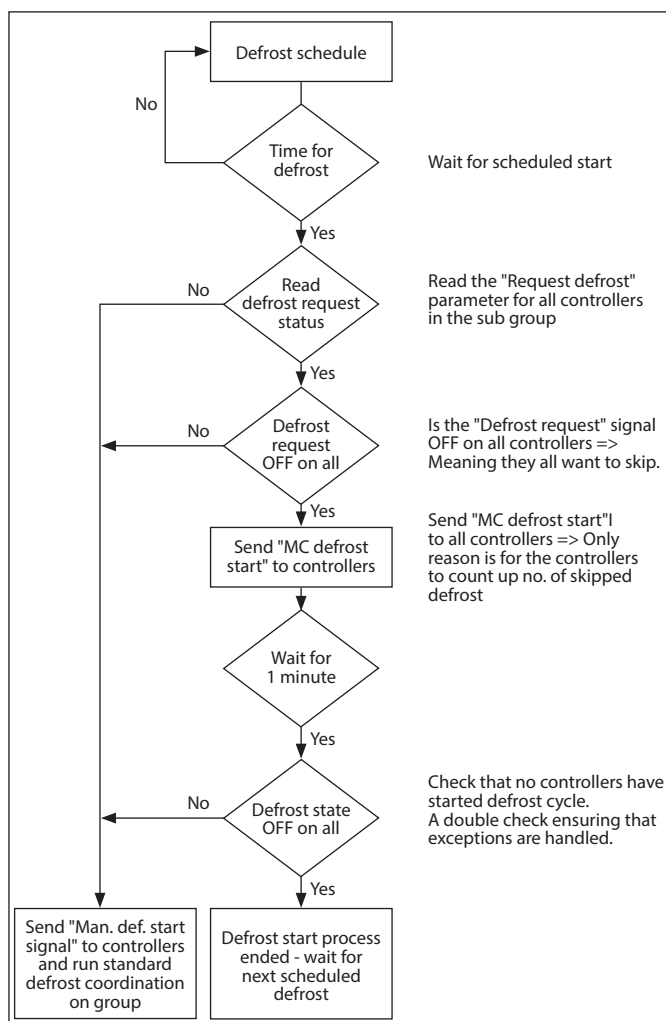 Defrost schedule
No
Time for
defrost
Wait for scheduled start
Yes
Read
defrost request
status
No
Read the "Request defrost"
parameter for all controllers
in the sub group
Yes
Defrost
request
OFF on all
No
Is the "Defrost request" signal
OFF on all controllers =>
Meaning they all want to skip.
Yes
Send "MC defrost
start" to controllers
Send "MC defrost start"l
to all controllers => Only
reason is for the controllers
to count up no. of skipped
defrost
Wait for
1 minute
Yes
Defrost state
OFF on all
No
Check that no controllers have
started defrost cycle.
A double check ensuring that
exceptions are handled.
Yes
Send "Man. def. start
signal" to controllers
and run standard
defrost coordination
on group
Defrost start process
ended - wait for
next scheduled
defrost